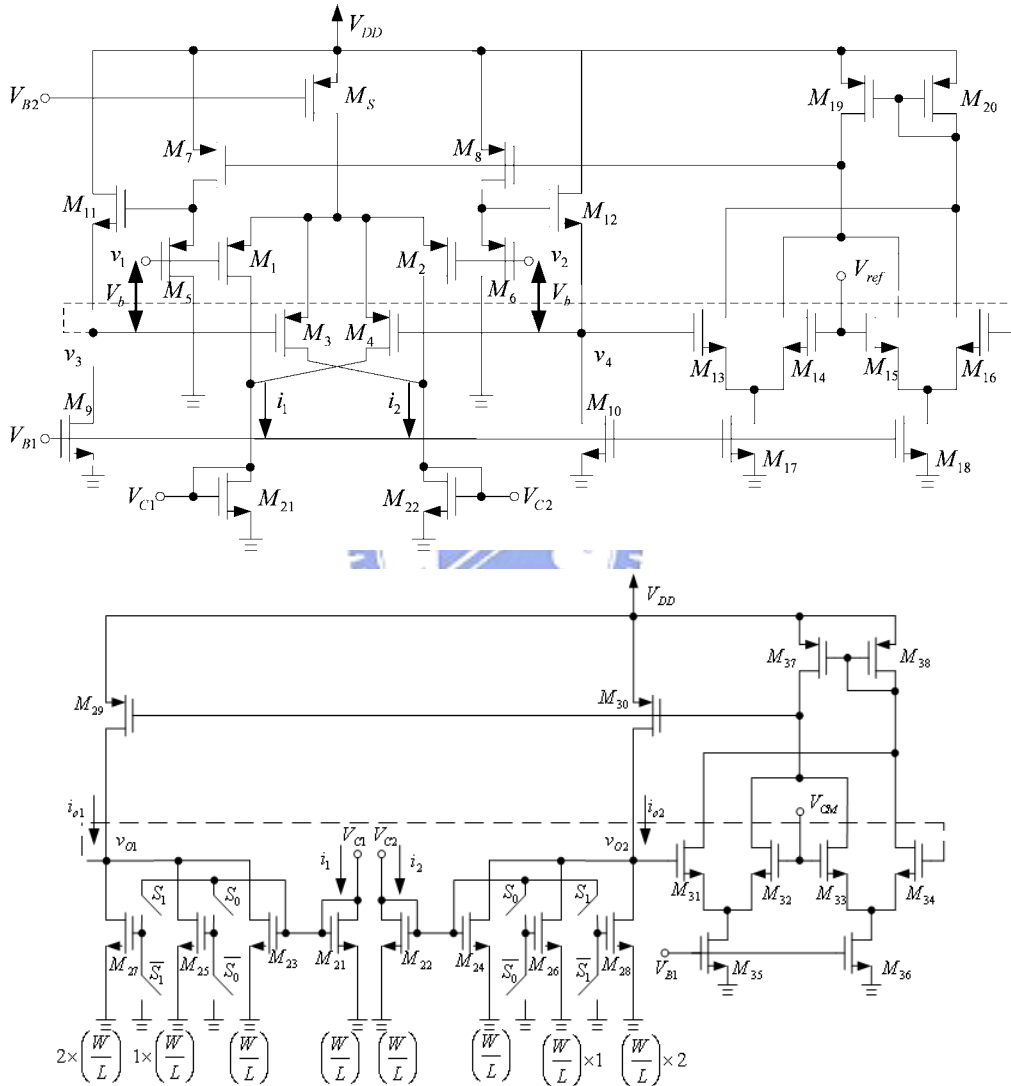 V_DD
V_B2
M_S
M_19
M_20
M_7
M_8
M_11
M_12
v_1
M_1
M_2
v_2
V_b
M_5
M_6
V_b
V_ref
M_3
M_4
v_3
v_4
M_13
M_14
M_15
M_16
M_9
i_1
i_2
M_10
V_B1
M_17
M_18
V_C1
M_21
M_22
V_C2
V_DD
M_37
M_38
M_29
M_30
i_o1
V_C1
V_C2
i_o2
V_CM
v_O1
i_1
i_2
v_O2
S_1
S_0
S_0
S_1
M_31
M_32
M_33
M_34
M_27
M_25
M_23
M_21
M_22
M_24
M_26
M_28
S̅_1
S̅_0
S̅_0
S̅_1
V_B1
M_35
M_36
2×(W/L)
1×(W/L)
(W/L)
(W/L)
(W/L)
(W/L)
(W/L)×1
(W/L)×2